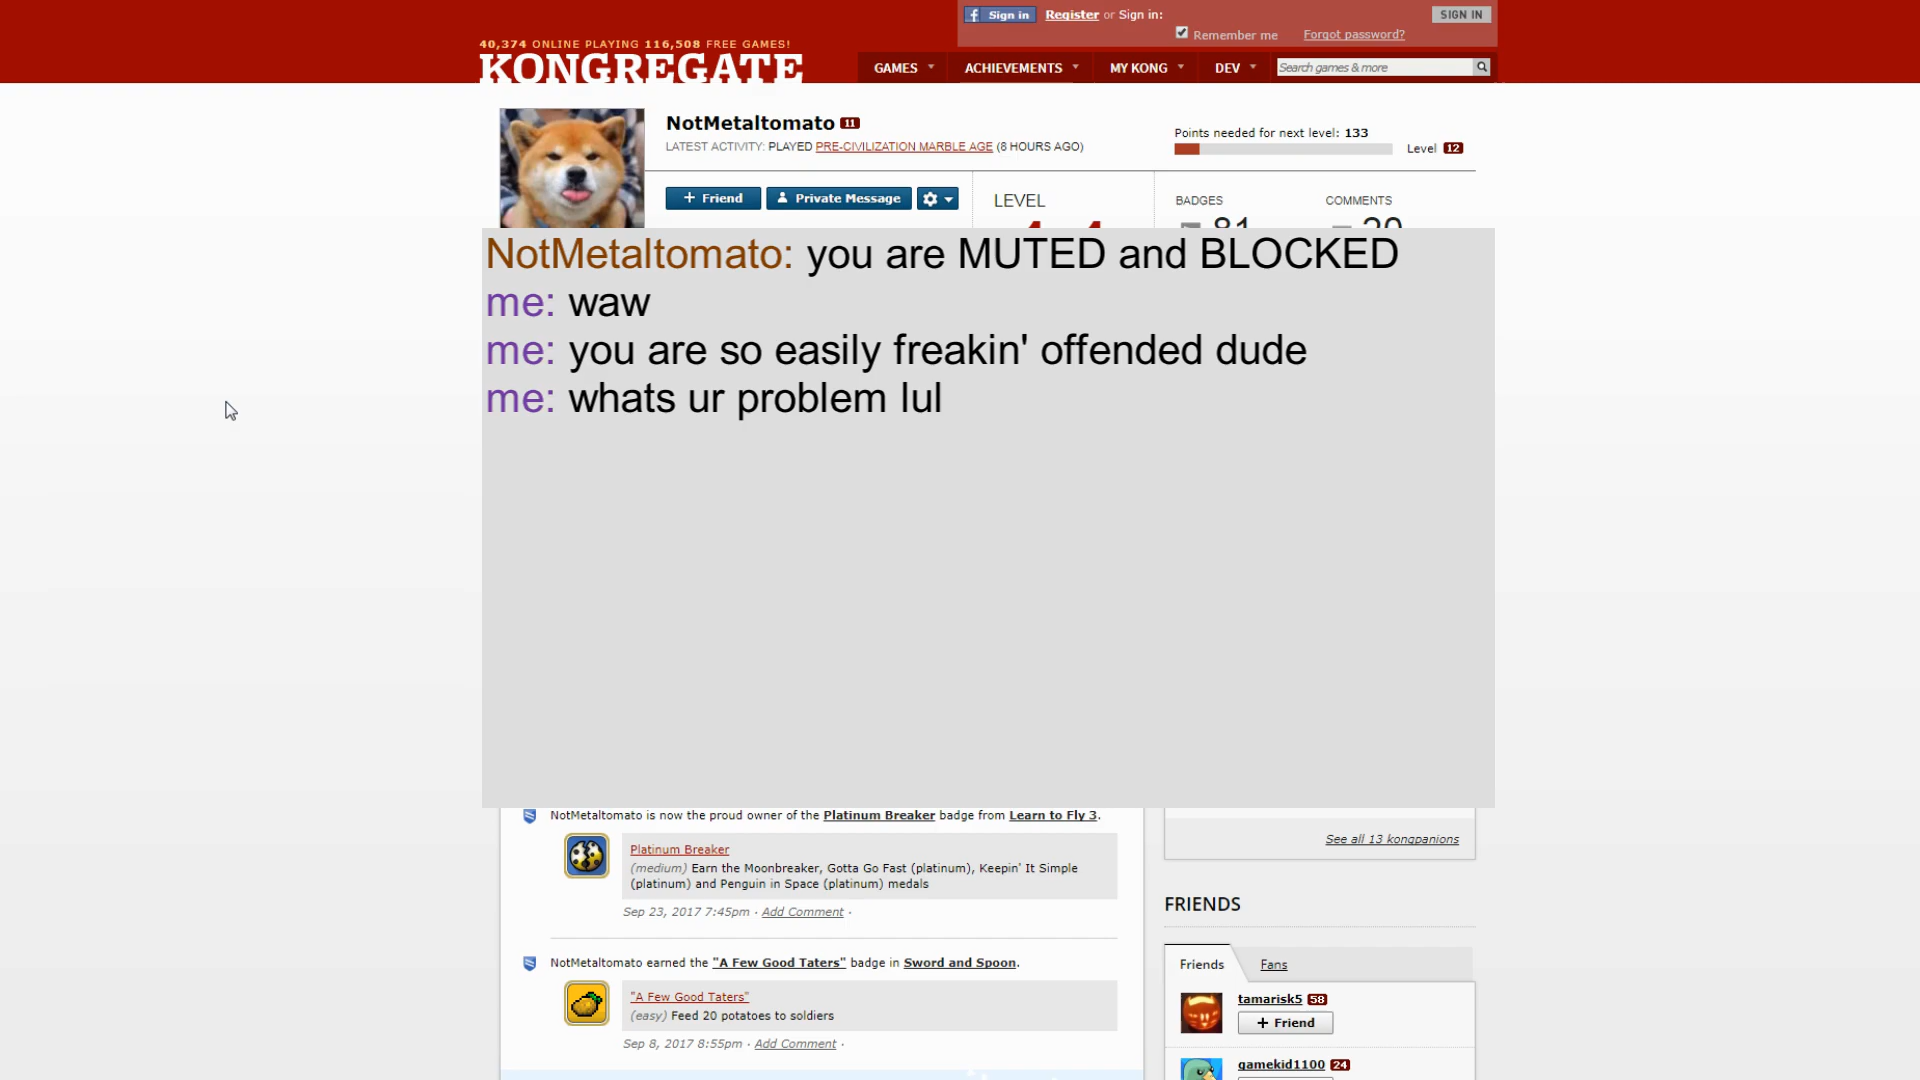 Sign in Register or Sign in: SIGN IN
Remember me Forgot password?
40,374 ONLINE PLAYING 116,508 FREE GAMES!
KONGREGATE
GAMES ACHIEVEMENTS MY KONG DEV Search games & more
NotMetaltomato 11
LATEST ACTIVITY: PLAYED PRE-CIVILIZATION MARBLE AGE (8 HOURS AGO)
Points needed for next level: 133
Level 12
+ Friend Private Message
LEVEL
BADGES COMMENTS
NotMetaltomato: you are MUTED and BLOCKED
me: waw
me: you are so easily freakin' offended dude
me: whats ur problem lul
NotMetaltomato is now the proud owner of the Platinum Breaker badge from Learn to Fly 3.
Platinum Breaker
(medium) Earn the Moonbreaker, Gotta Go Fast (platinum), Keepin' It Simple
(platinum) and Penguin in Space (platinum) medals
Sep 23, 2017 7:45pm · Add Comment ·
NotMetaltomato earned the "A Few Good Taters" badge in Sword and Spoon.
"A Few Good Taters"
(easy) Feed 20 potatoes to soldiers
Sep 8, 2017 8:55pm · Add Comment ·
See all 13 kongpanions
FRIENDS
Friends Fans
tamarisk5 58
+ Friend
gamekid1100 24